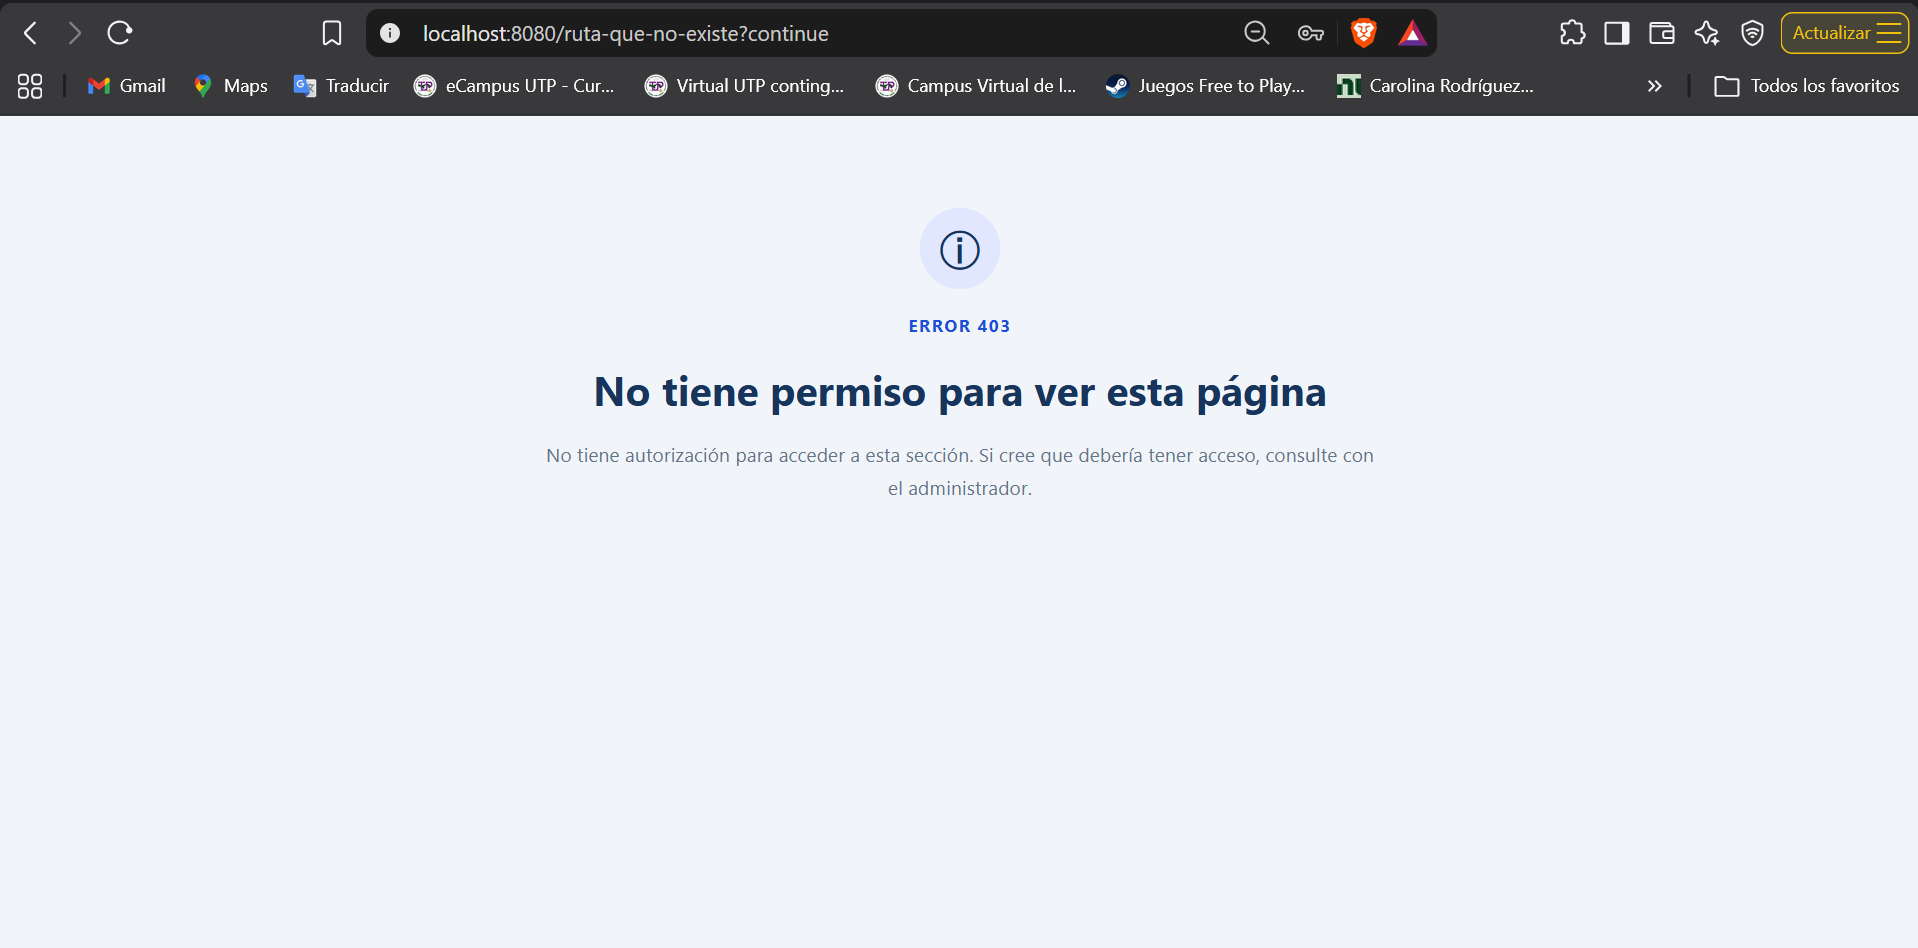 localhost:8080/ruta-que-no-existe?continue
Actualizar
Gmail
Maps
Traducir
eCampus UTP - Cur...
Virtual UTP conting...
Campus Virtual de l...
Juegos Free to Play...
Carolina Rodríguez...
Todos los favoritos
ERROR 403
No tiene permiso para ver esta página
No tiene autorización para acceder a esta sección. Si cree que debería tener acceso, consulte con
el administrador.